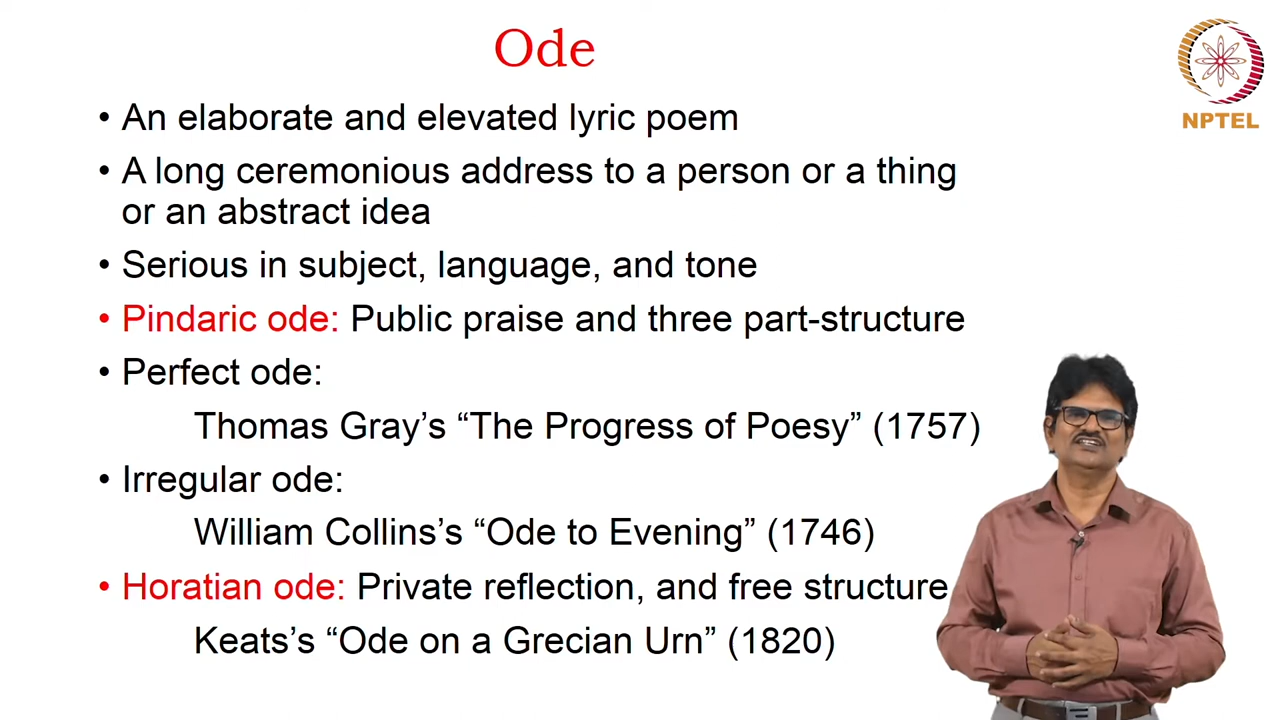 Ode
NPTEL
• An elaborate and elevated lyric poem
• A long ceremonious address to a person or a thing
or an abstract idea
• Serious in subject, language, and tone
• Pindaric ode: Public praise and three part-structure
• Perfect ode:
Thomas Gray’s “The Progress of Poesy” (1757)
• Irregular ode:
William Collins’s “Ode to Evening” (1746)
• Horatian ode: Private reflection, and free structure
Keats’s “Ode on a Grecian Urn” (1820)